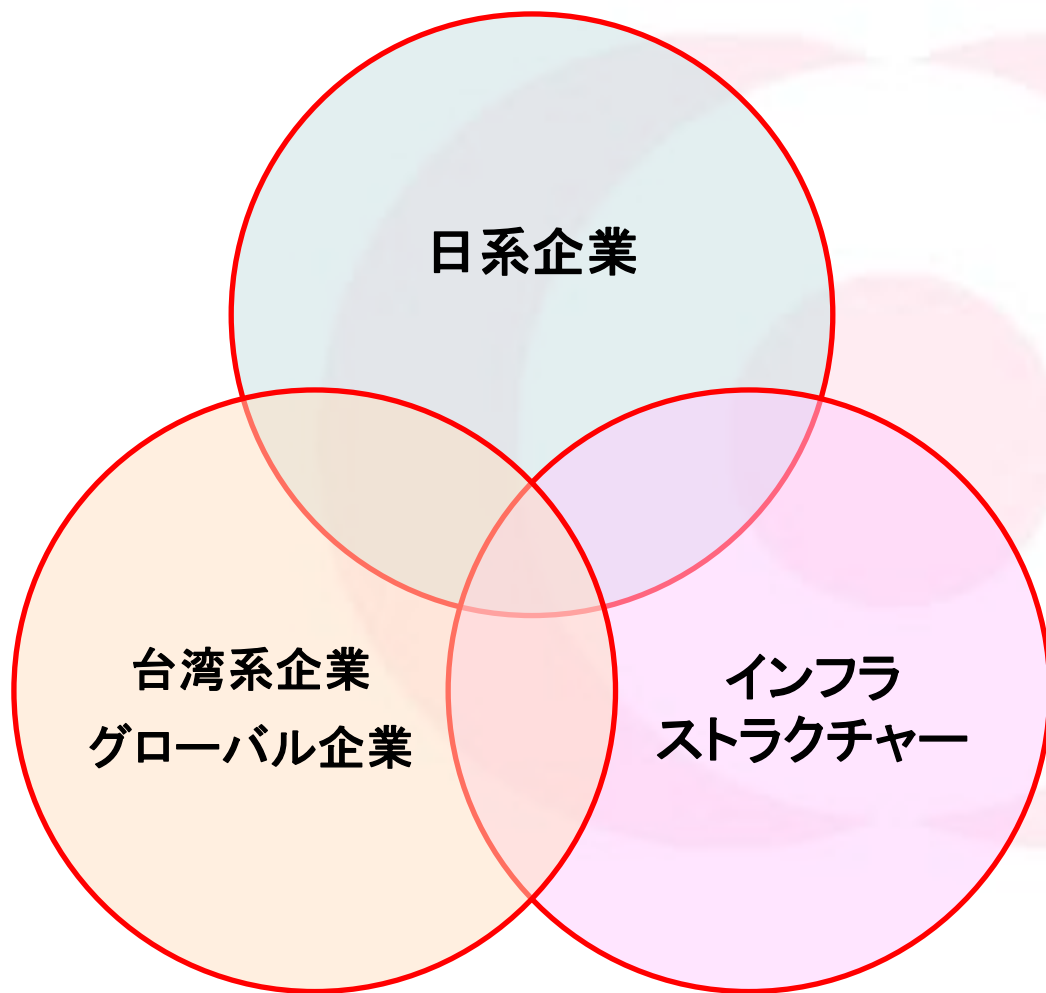 日系企業
台湾系企業
グローバル企業
インフラ
ストラクチャー